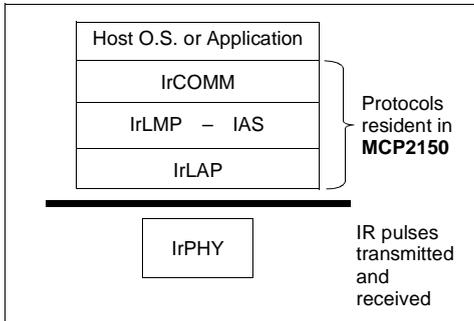 Host O.S. or Application
IrCOMM
IrLMP – IAS
IrLAP
Protocols
resident in
MCP2150
IrPHY
IR pulses
transmitted
and
received